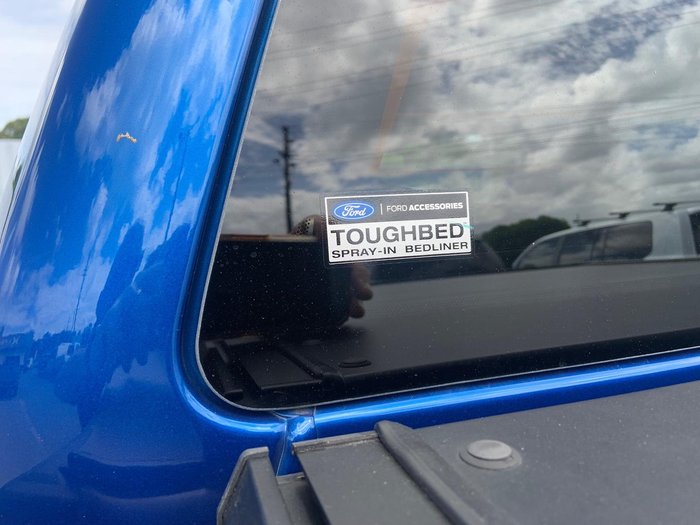 Ford | FORD ACCESSORIES
TOUGHBED
SPRAY-IN BEDLINER